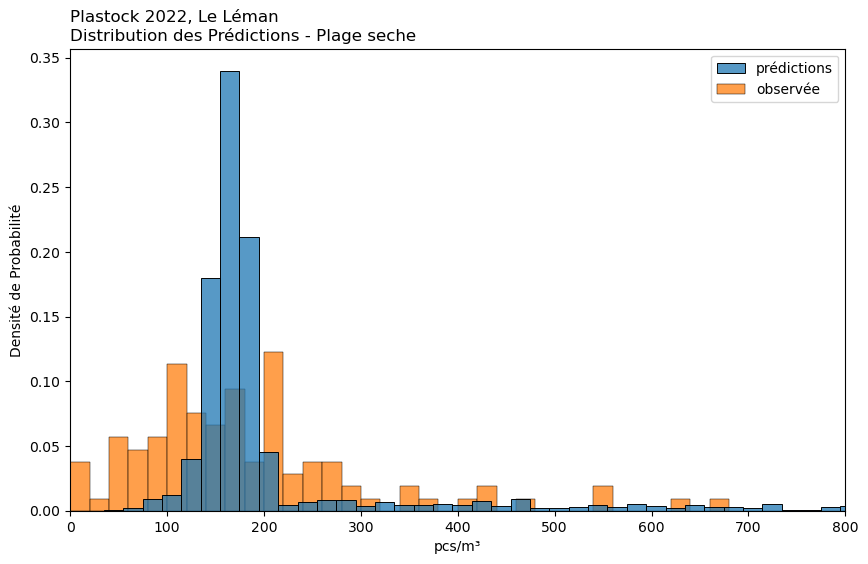 Plastock 2022, Le Léman
Distribution des Prédictions - Plage seche
prédictions
observée
Densité de Probabilité
0.35
0.30
0.25
0.20
0.15
0.10
0.05
0.00
0 100 200 300 400 500 600 700 800
pcs/m³